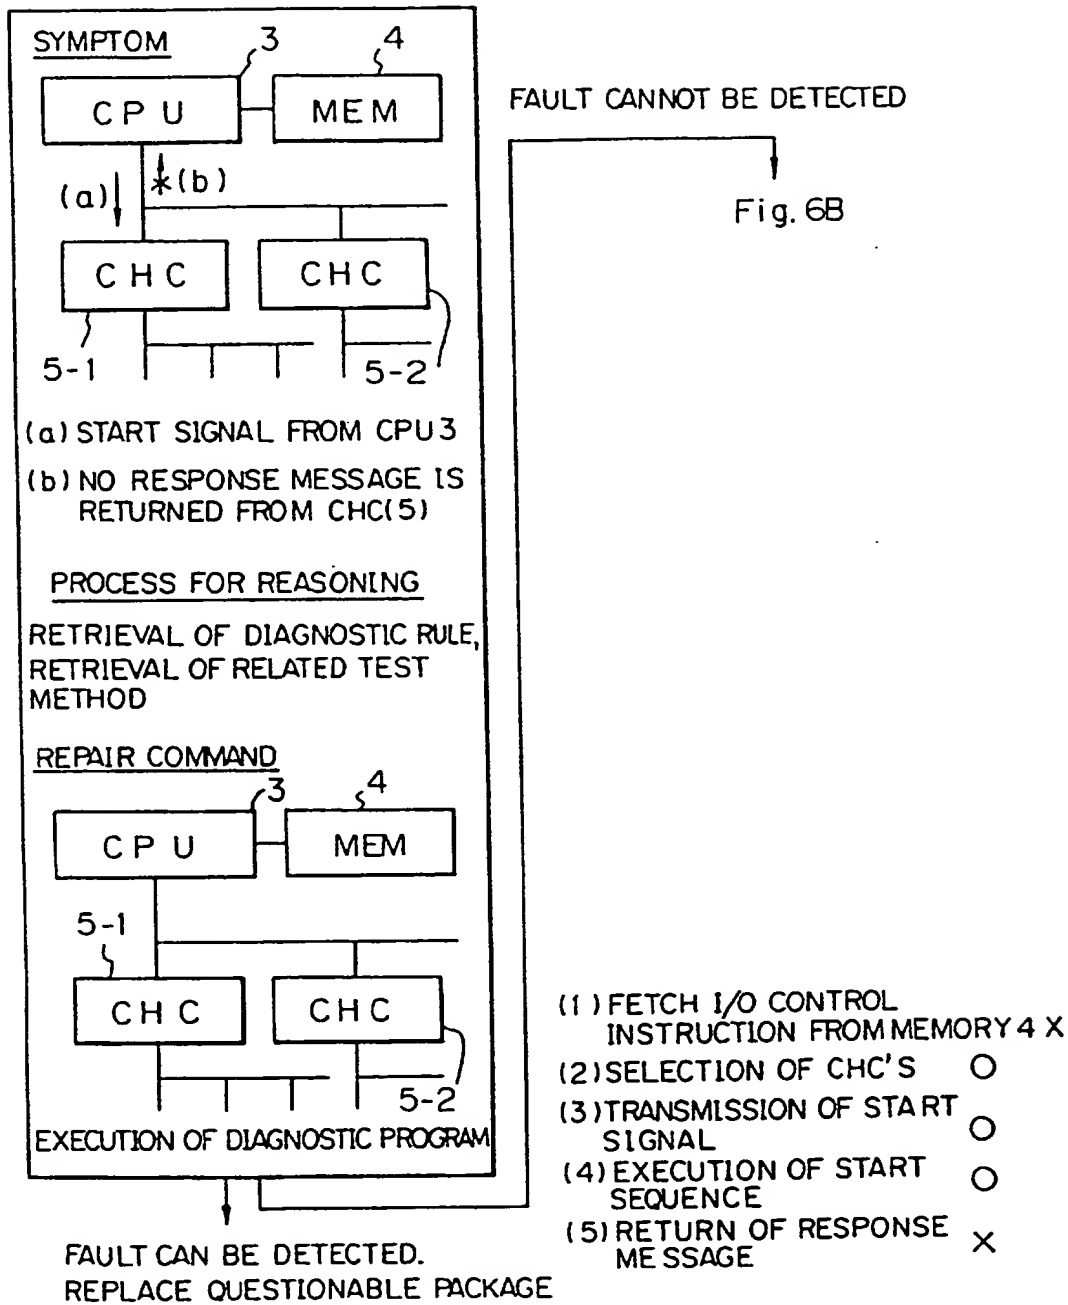 SYMPTOM
3
4
CPU
MEM
(a)
*(b)
CHC
CHC
5-1
5-2
(a) START SIGNAL FROM CPU 3
(b) NO RESPONSE MESSAGE IS
RETURNED FROM CHC(5)
PROCESS FOR REASONING
RETRIEVAL OF DIAGNOSTIC RULE,
RETRIEVAL OF RELATED TEST
METHOD
REPAIR COMMAND
3
4
CPU
MEM
5-1
CHC
CHC
5-2
EXECUTION OF DIAGNOSTIC PROGRAM
FAULT CAN BE DETECTED.
REPLACE QUESTIONABLE PACKAGE
FAULT CANNOT BE DETECTED
Fig. 6B
(1) FETCH I/O CONTROL
INSTRUCTION FROM MEMORY 4 X
(2) SELECTION OF CHC'S O
(3) TRANSMISSION OF START
SIGNAL O
(4) EXECUTION OF START
SEQUENCE O
(5) RETURN OF RESPONSE
MESSAGE X